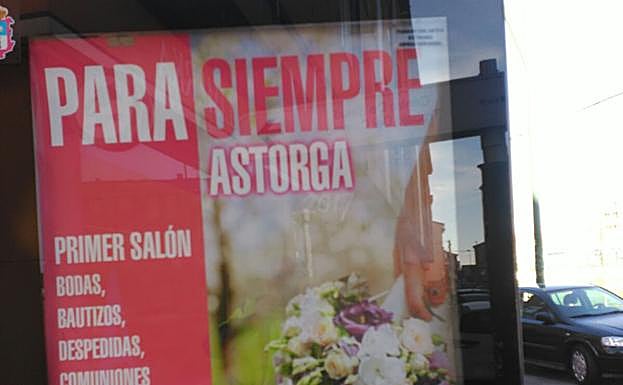 PARA SIEMPRE
ASTORGA
2017
PRIMER SALÓN
BODAS,
BAUTIZOS,
DESPEDIDAS,
COMUNIONES